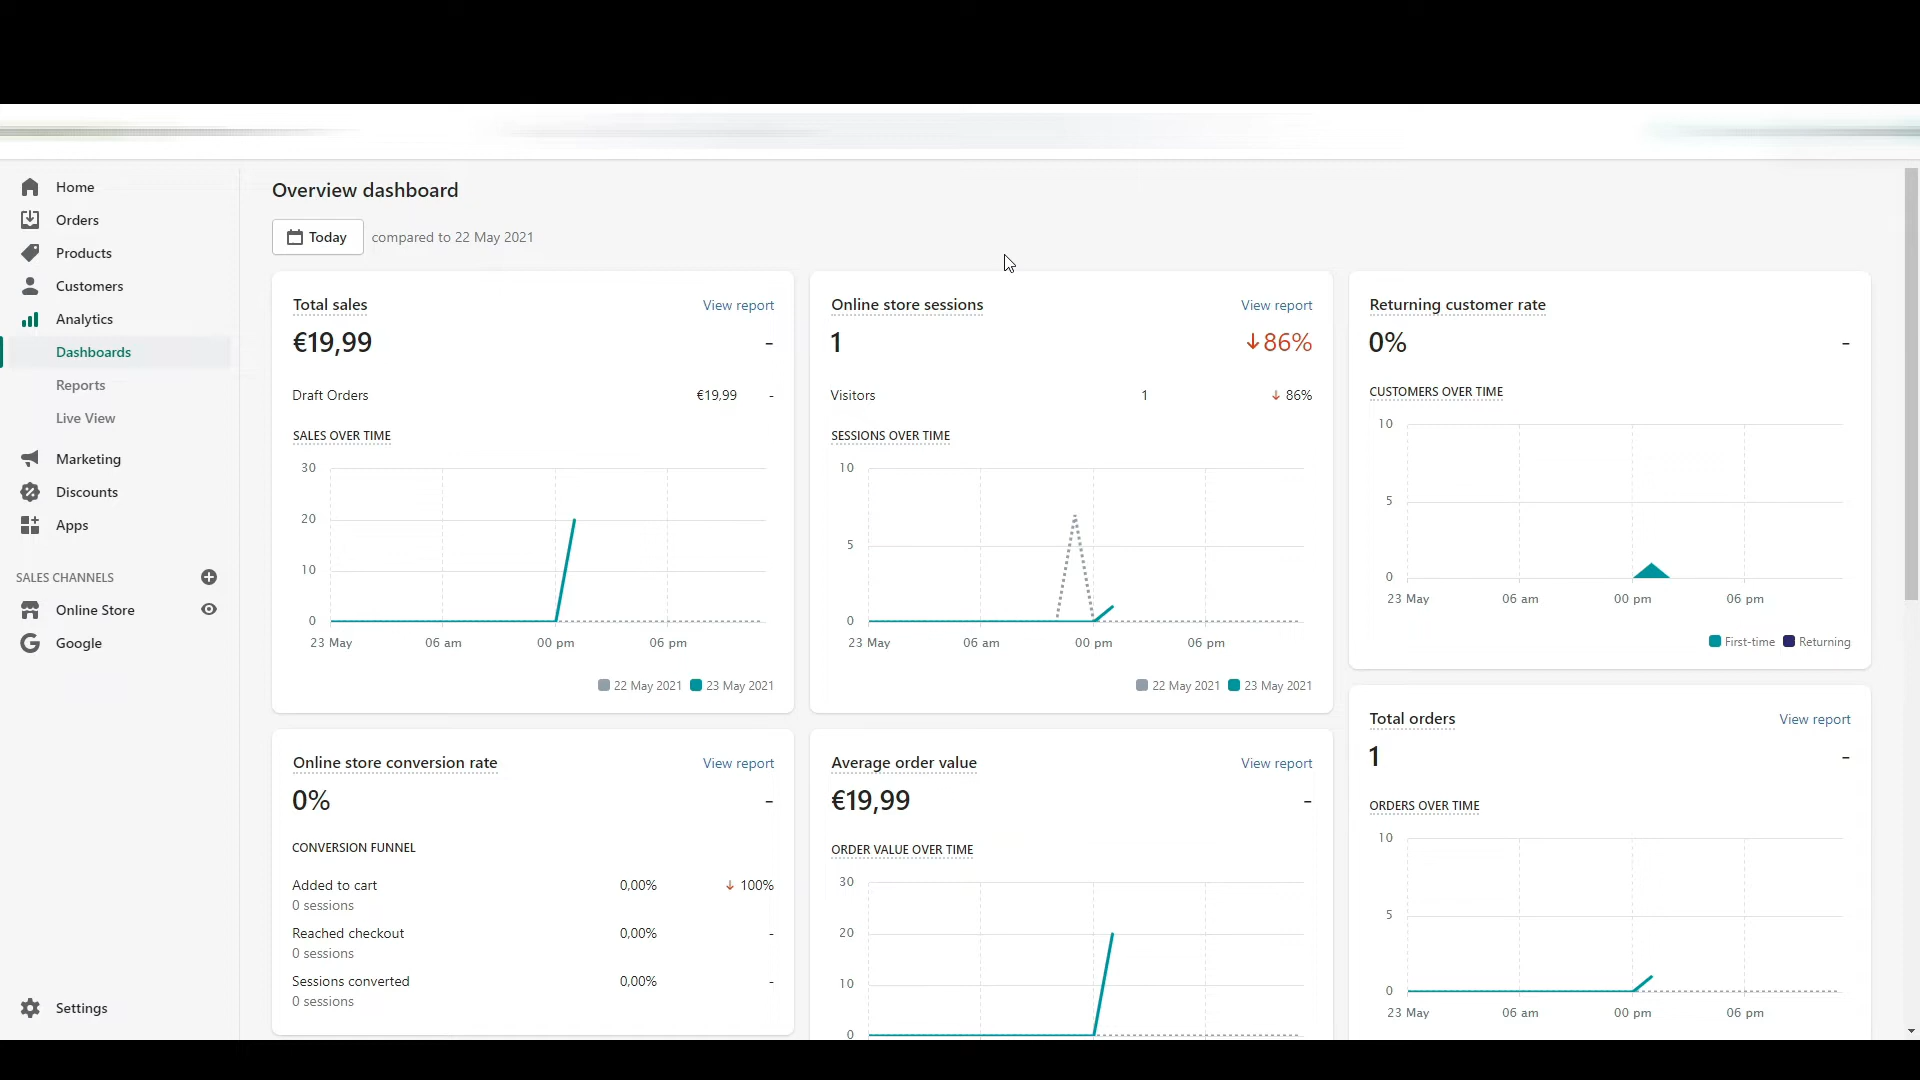 Home
Orders
Products
Customers
Analytics
Dashboards
Reports
Live View
Marketing
Discounts
Apps
SALES CHANNELS
Online Store
Google
Settings
Overview dashboard
Today compared to 22 May 2021
Total sales View report
€19,99 -
Draft Orders €19,99 -
SALES OVER TIME
30
20
10
0
23 May 06 am 00 pm 06 pm
22 May 2021 23 May 2021
Online store sessions View report
1 ↓86%
Visitors 1 ↓ 86%
SESSIONS OVER TIME
10
5
0
23 May 06 am 00 pm 06 pm
22 May 2021 23 May 2021
Returning customer rate
0% -
CUSTOMERS OVER TIME
10
5
0
23 May 06 am 00 pm 06 pm
First-time Returning
Online store conversion rate View report
0% -
CONVERSION FUNNEL
Added to cart 0,00% ↓ 100%
0 sessions
Reached checkout 0,00% -
0 sessions
Sessions converted 0,00% -
0 sessions
Average order value View report
€19,99 -
ORDER VALUE OVER TIME
30
20
10
0
Total orders View report
1 -
ORDERS OVER TIME
10
5
0
23 May 06 am 00 pm 06 pm